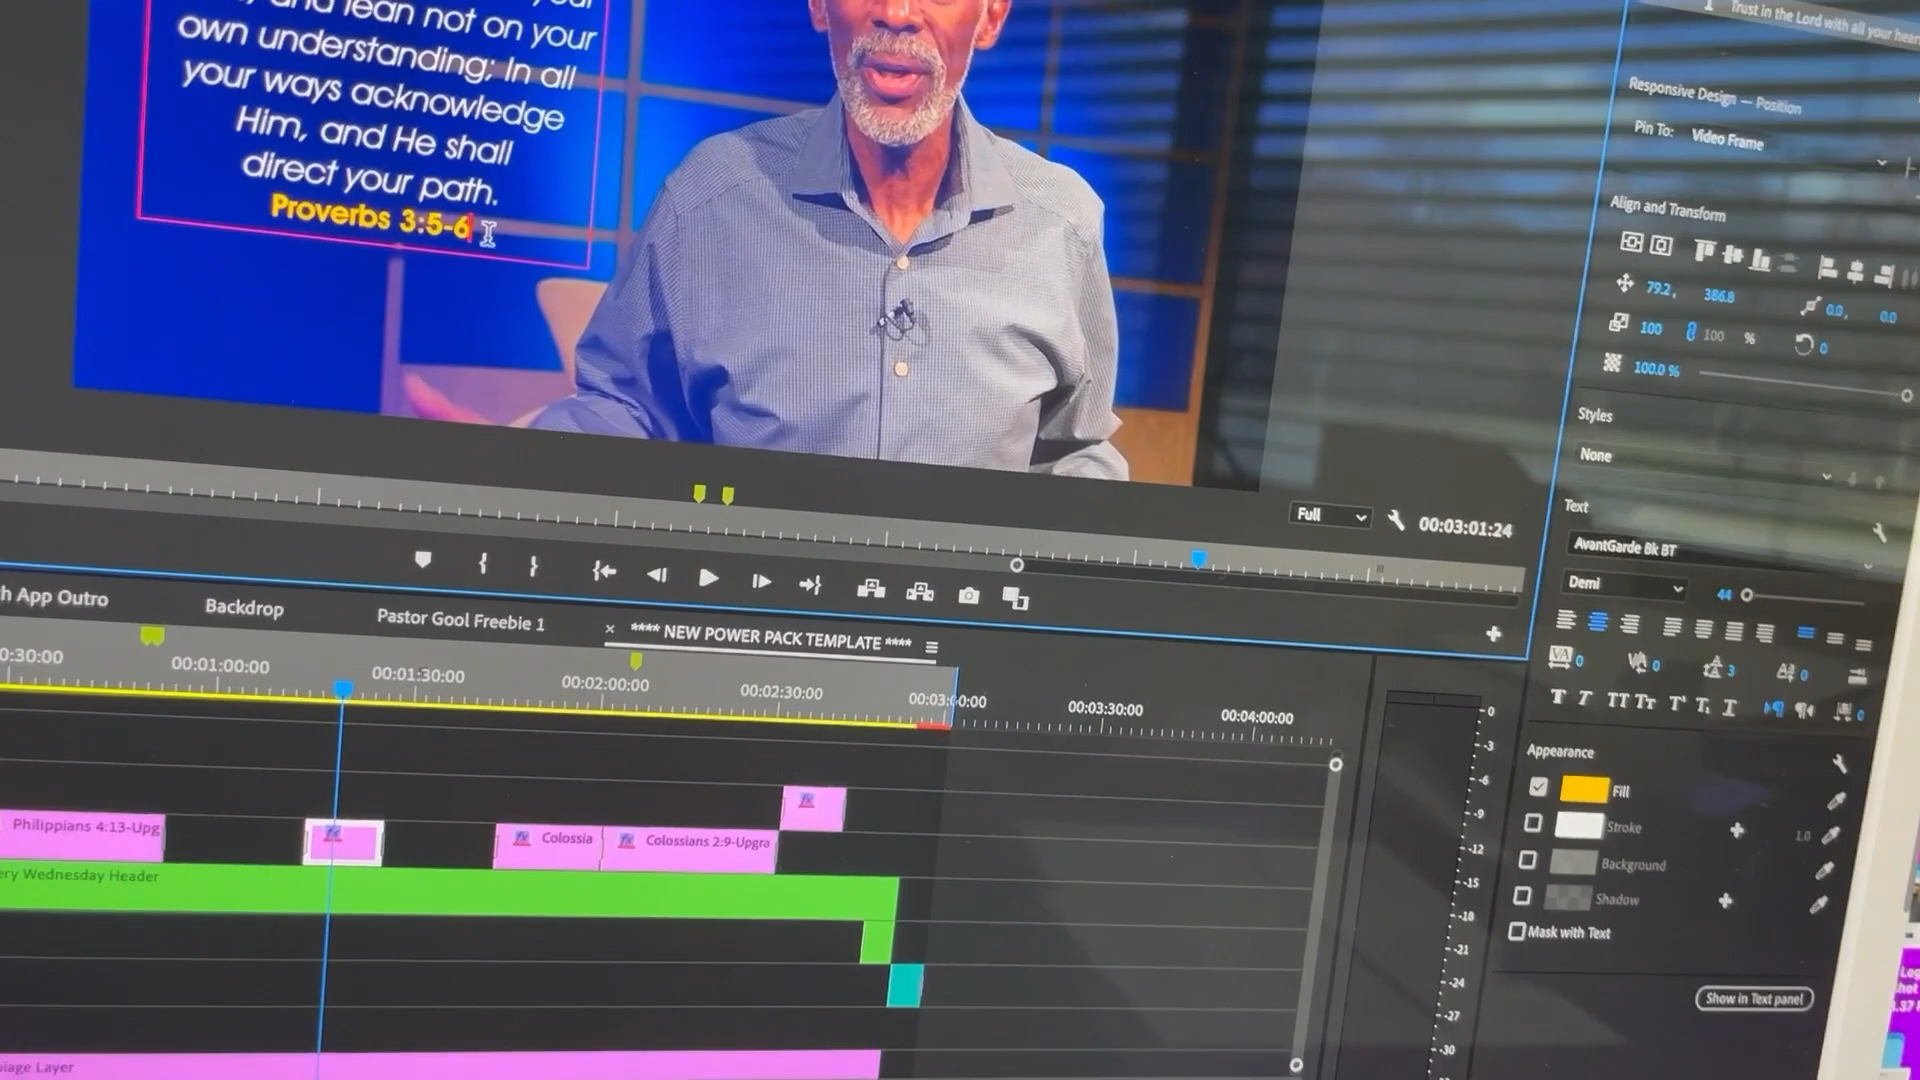 and lean not on your
own understanding; In all
your ways acknowledge
Him, and He shall
direct your path.
Proverbs 3:5-6
Trust in the Lord with all your hear
Responsive Design — Position
Pin To: Video Frame
Align and Transform
79.2, 386.8 0.0, 0.0
100 100 % 0
100.0 %
Styles
None
Text
AvantGarde Bk BT
Demi 44
0 0 3 0
0
Appearance
Fill
Stroke 1.0
Background
Shadow
Mask with Text
Show in Text panel
Full 00:03:01:24
h App Outro Backdrop Pastor Gool Freebie 1 × **** NEW POWER PACK TEMPLATE ****
0:30:00 00:01:00:00 00:01:30:00 00:02:00:00 00:02:30:00 00:03:00:00 00:03:30:00 00:04:00:00
fx
Philippians 4:13-Upg fx fx Colossia fx Colossians 2:9-Upgra
ery Wednesday Header
iage Layer
0
-3
-6
-9
-12
-15
-18
-21
-24
-27
-30